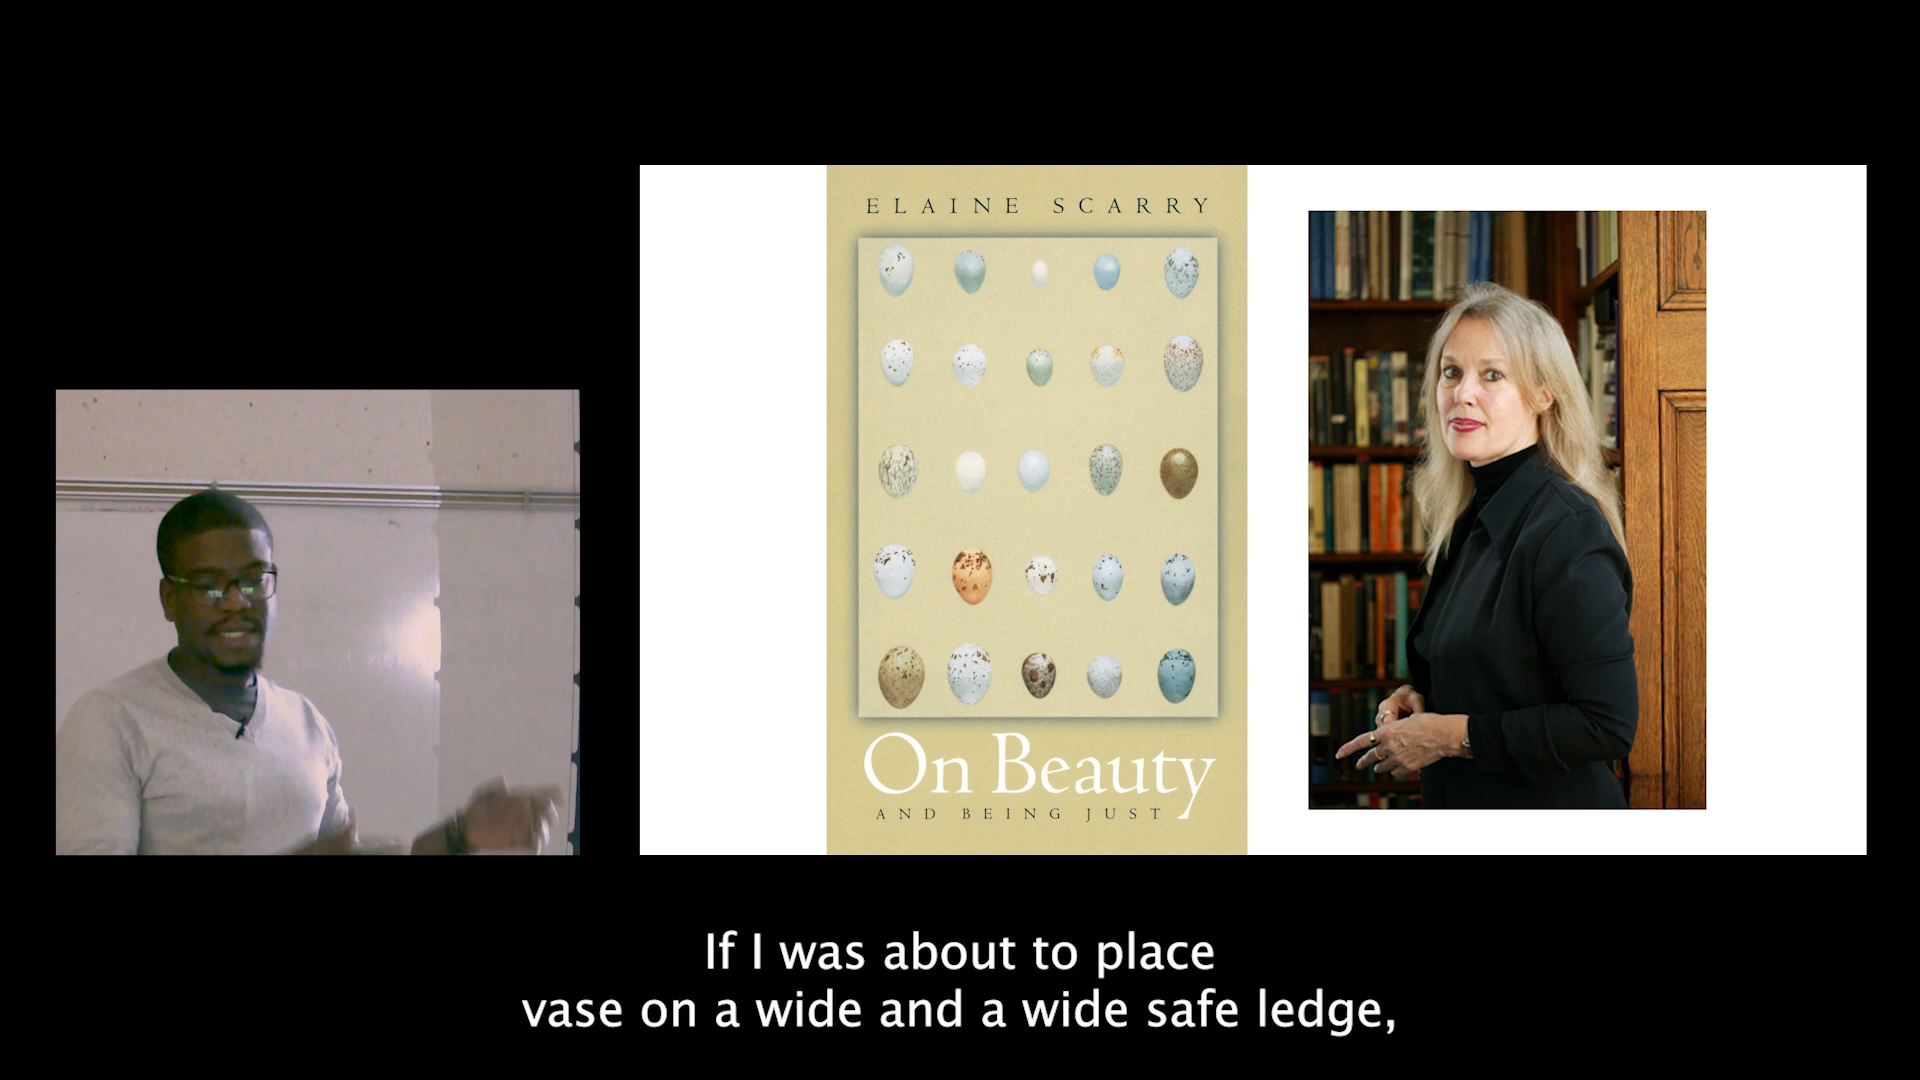 ELAINE SCARRY
On Beauty
AND BEING JUST
If I was about to place
vase on a wide and a wide safe ledge,